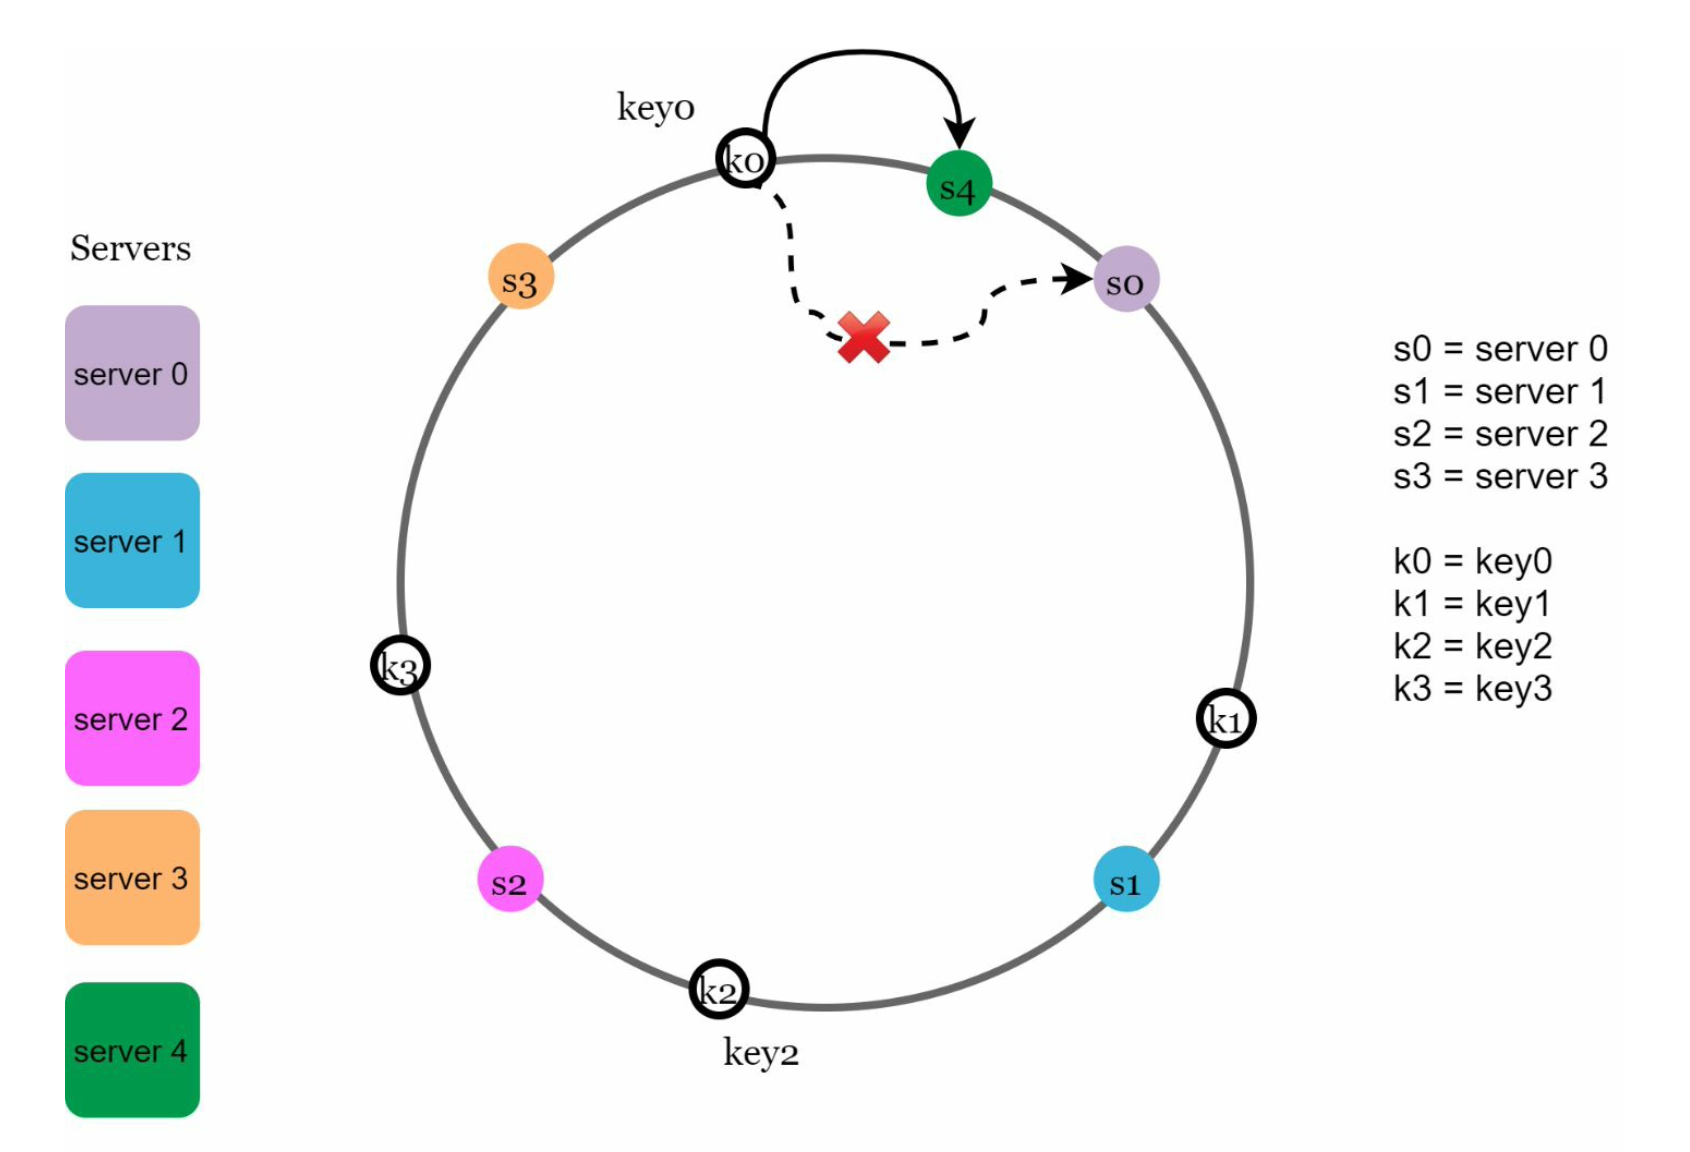 key0
k0
s4
Servers
s3
s0
server 0
s0 = server 0
s1 = server 1
s2 = server 2
s3 = server 3
server 1
k0 = key0
k1 = key1
k2 = key2
k3 = key3
k3
k1
server 2
s2
s1
server 3
k2
key2
server 4